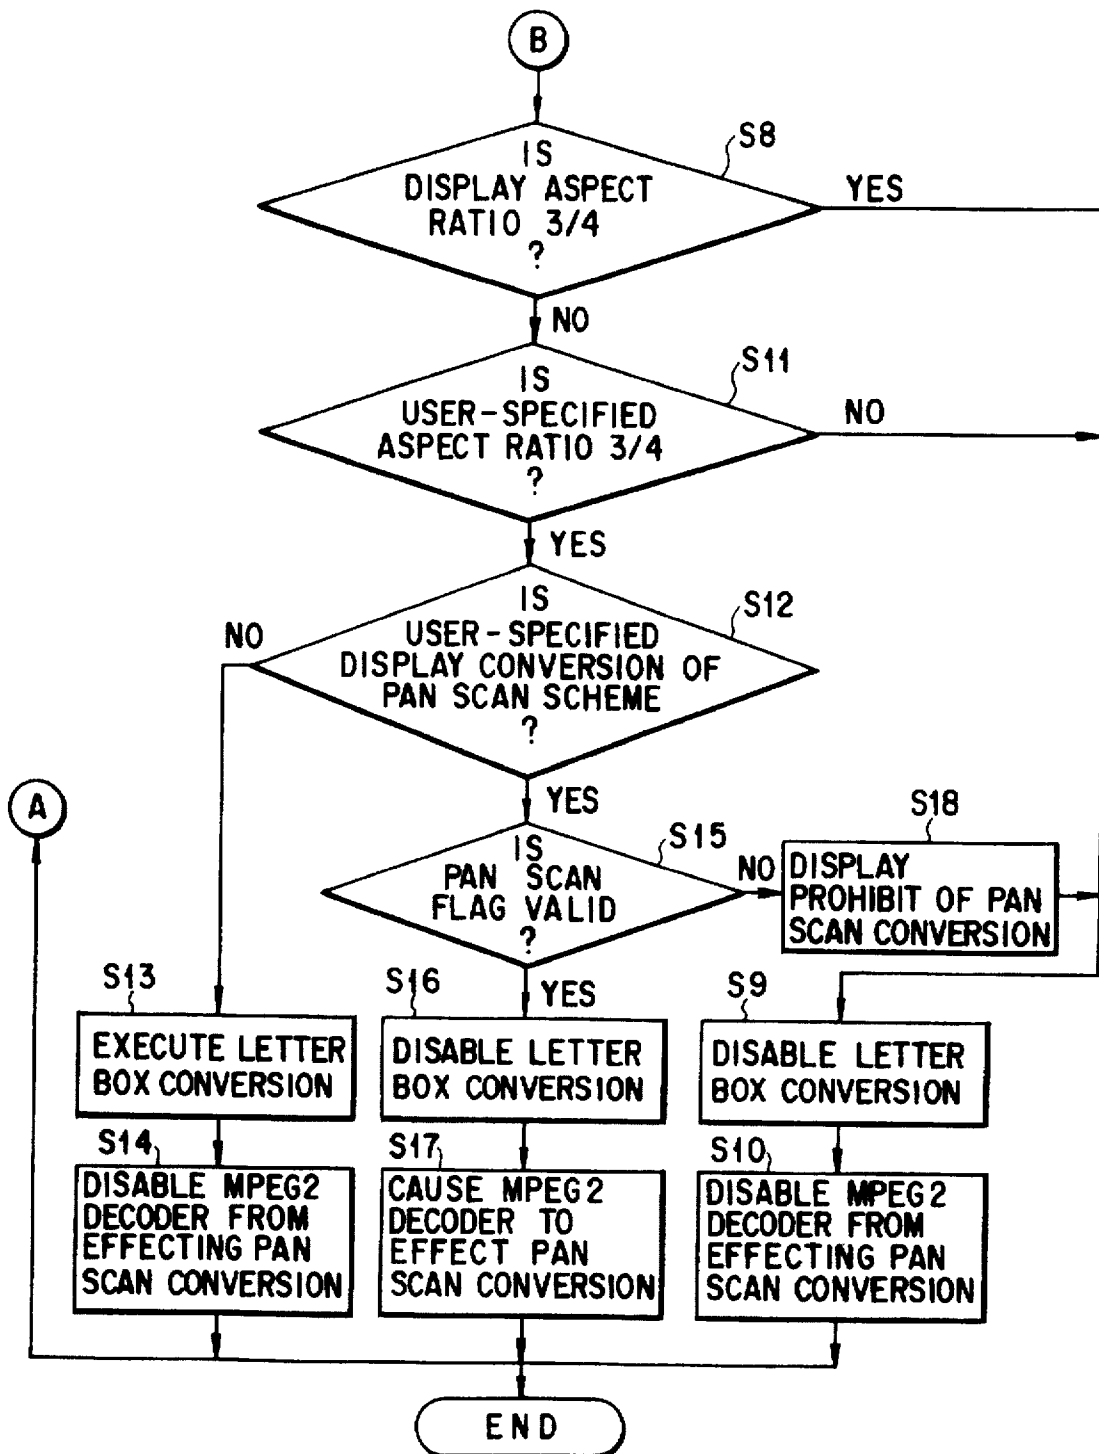 B
S8
IS
DISPLAY ASPECT
RATIO 3/4
?
YES
NO
S11
IS
USER-SPECIFIED
ASPECT RATIO 3/4
?
NO
YES
S12
IS
USER-SPECIFIED
DISPLAY CONVERSION OF
PAN SCAN SCHEME
?
NO
YES
A
S15
IS
PAN SCAN
FLAG VALID
?
NO
YES
S18
DISPLAY
PROHIBIT OF PAN
SCAN CONVERSION
S13
EXECUTE LETTER
BOX CONVERSION
S16
DISABLE LETTER
BOX CONVERSION
S9
DISABLE LETTER
BOX CONVERSION
S14
DISABLE MPEG2
DECODER FROM
EFFECTING PAN
SCAN CONVERSION
S17
CAUSE MPEG2
DECODER TO
EFFECT PAN
SCAN CONVERSION
S10
DISABLE MPEG2
DECODER FROM
EFFECTING PAN
SCAN CONVERSION
END